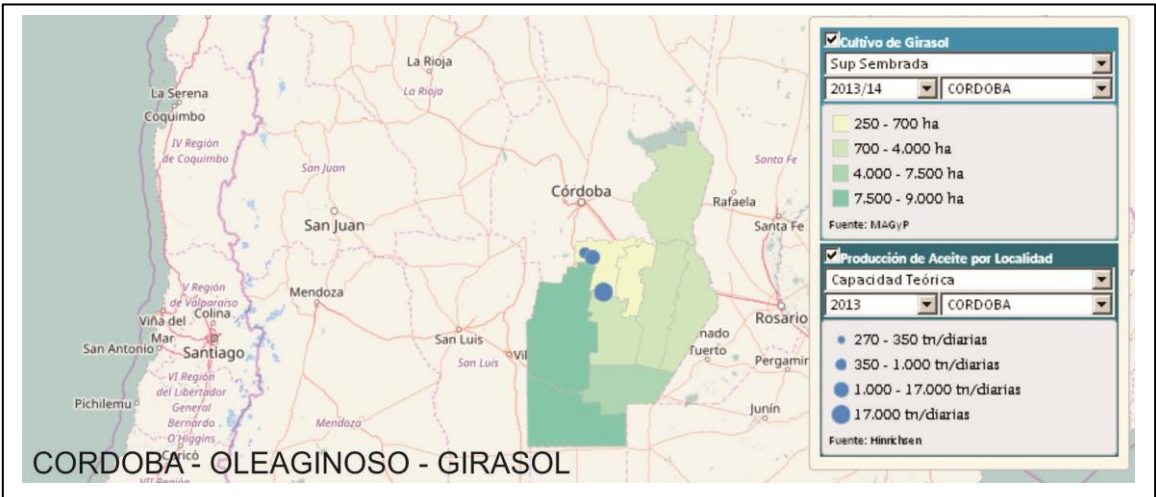 La Rioja
La Rioja
La Serena
Coquimbo
IV Región
de Coquimbo
San Juan
San Juan
Córdoba
Santa Fe
Rafaela
Santa Fe
V Región
de Valparaíso
Viña del
Mar
Colina
San Antonio
Santiago
Mendoza
San Luis
San Luis
Vil
Rosario
nado
Tuerto
Pergamin
VI Región
del Libertador
General
Bernardo
O'Higgins
Pichilemu
Mendoza
Junín
Curicó
VII Región
CORDOBA - OLEAGINOSO - GIRASOL
Cultivo de Girasol
Sup Sembrada
2013/14 CORDOBA
250 - 700 ha
700 - 4.000 ha
4.000 - 7.500 ha
7.500 - 9.000 ha
Fuente: MAGyP
Producción de Aceite por Localidad
Capacidad Teórica
2013 CORDOBA
270 - 350 tn/diarias
350 - 1.000 tn/diarias
1.000 - 17.000 tn/diarias
17.000 tn/diarias
Fuente: Hinrichsen